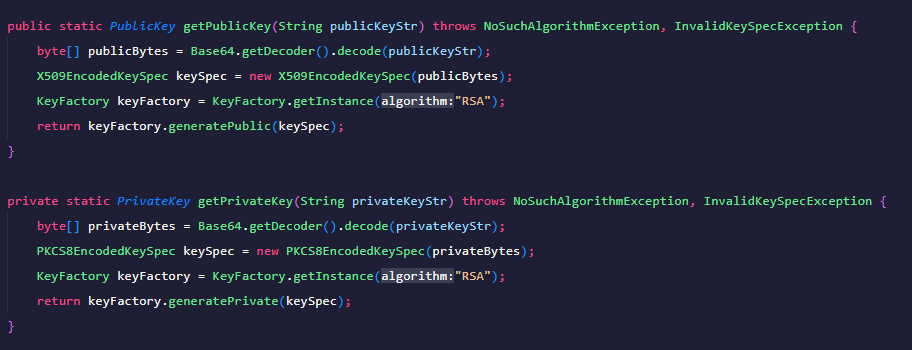 public static PublicKey getPublicKey(String publicKeyStr) throws NoSuchAlgorithmException, InvalidKeySpecException {
    byte[] publicBytes = Base64.getDecoder().decode(publicKeyStr);
    X509EncodedKeySpec keySpec = new X509EncodedKeySpec(publicBytes);
    KeyFactory keyFactory = KeyFactory.getInstance(algorithm:"RSA");
    return keyFactory.generatePublic(keySpec);
}

private static PrivateKey getPrivateKey(String privateKeyStr) throws NoSuchAlgorithmException, InvalidKeySpecException {
    byte[] privateBytes = Base64.getDecoder().decode(privateKeyStr);
    PKCS8EncodedKeySpec keySpec = new PKCS8EncodedKeySpec(privateBytes);
    KeyFactory keyFactory = KeyFactory.getInstance(algorithm:"RSA");
    return keyFactory.generatePrivate(keySpec);
}